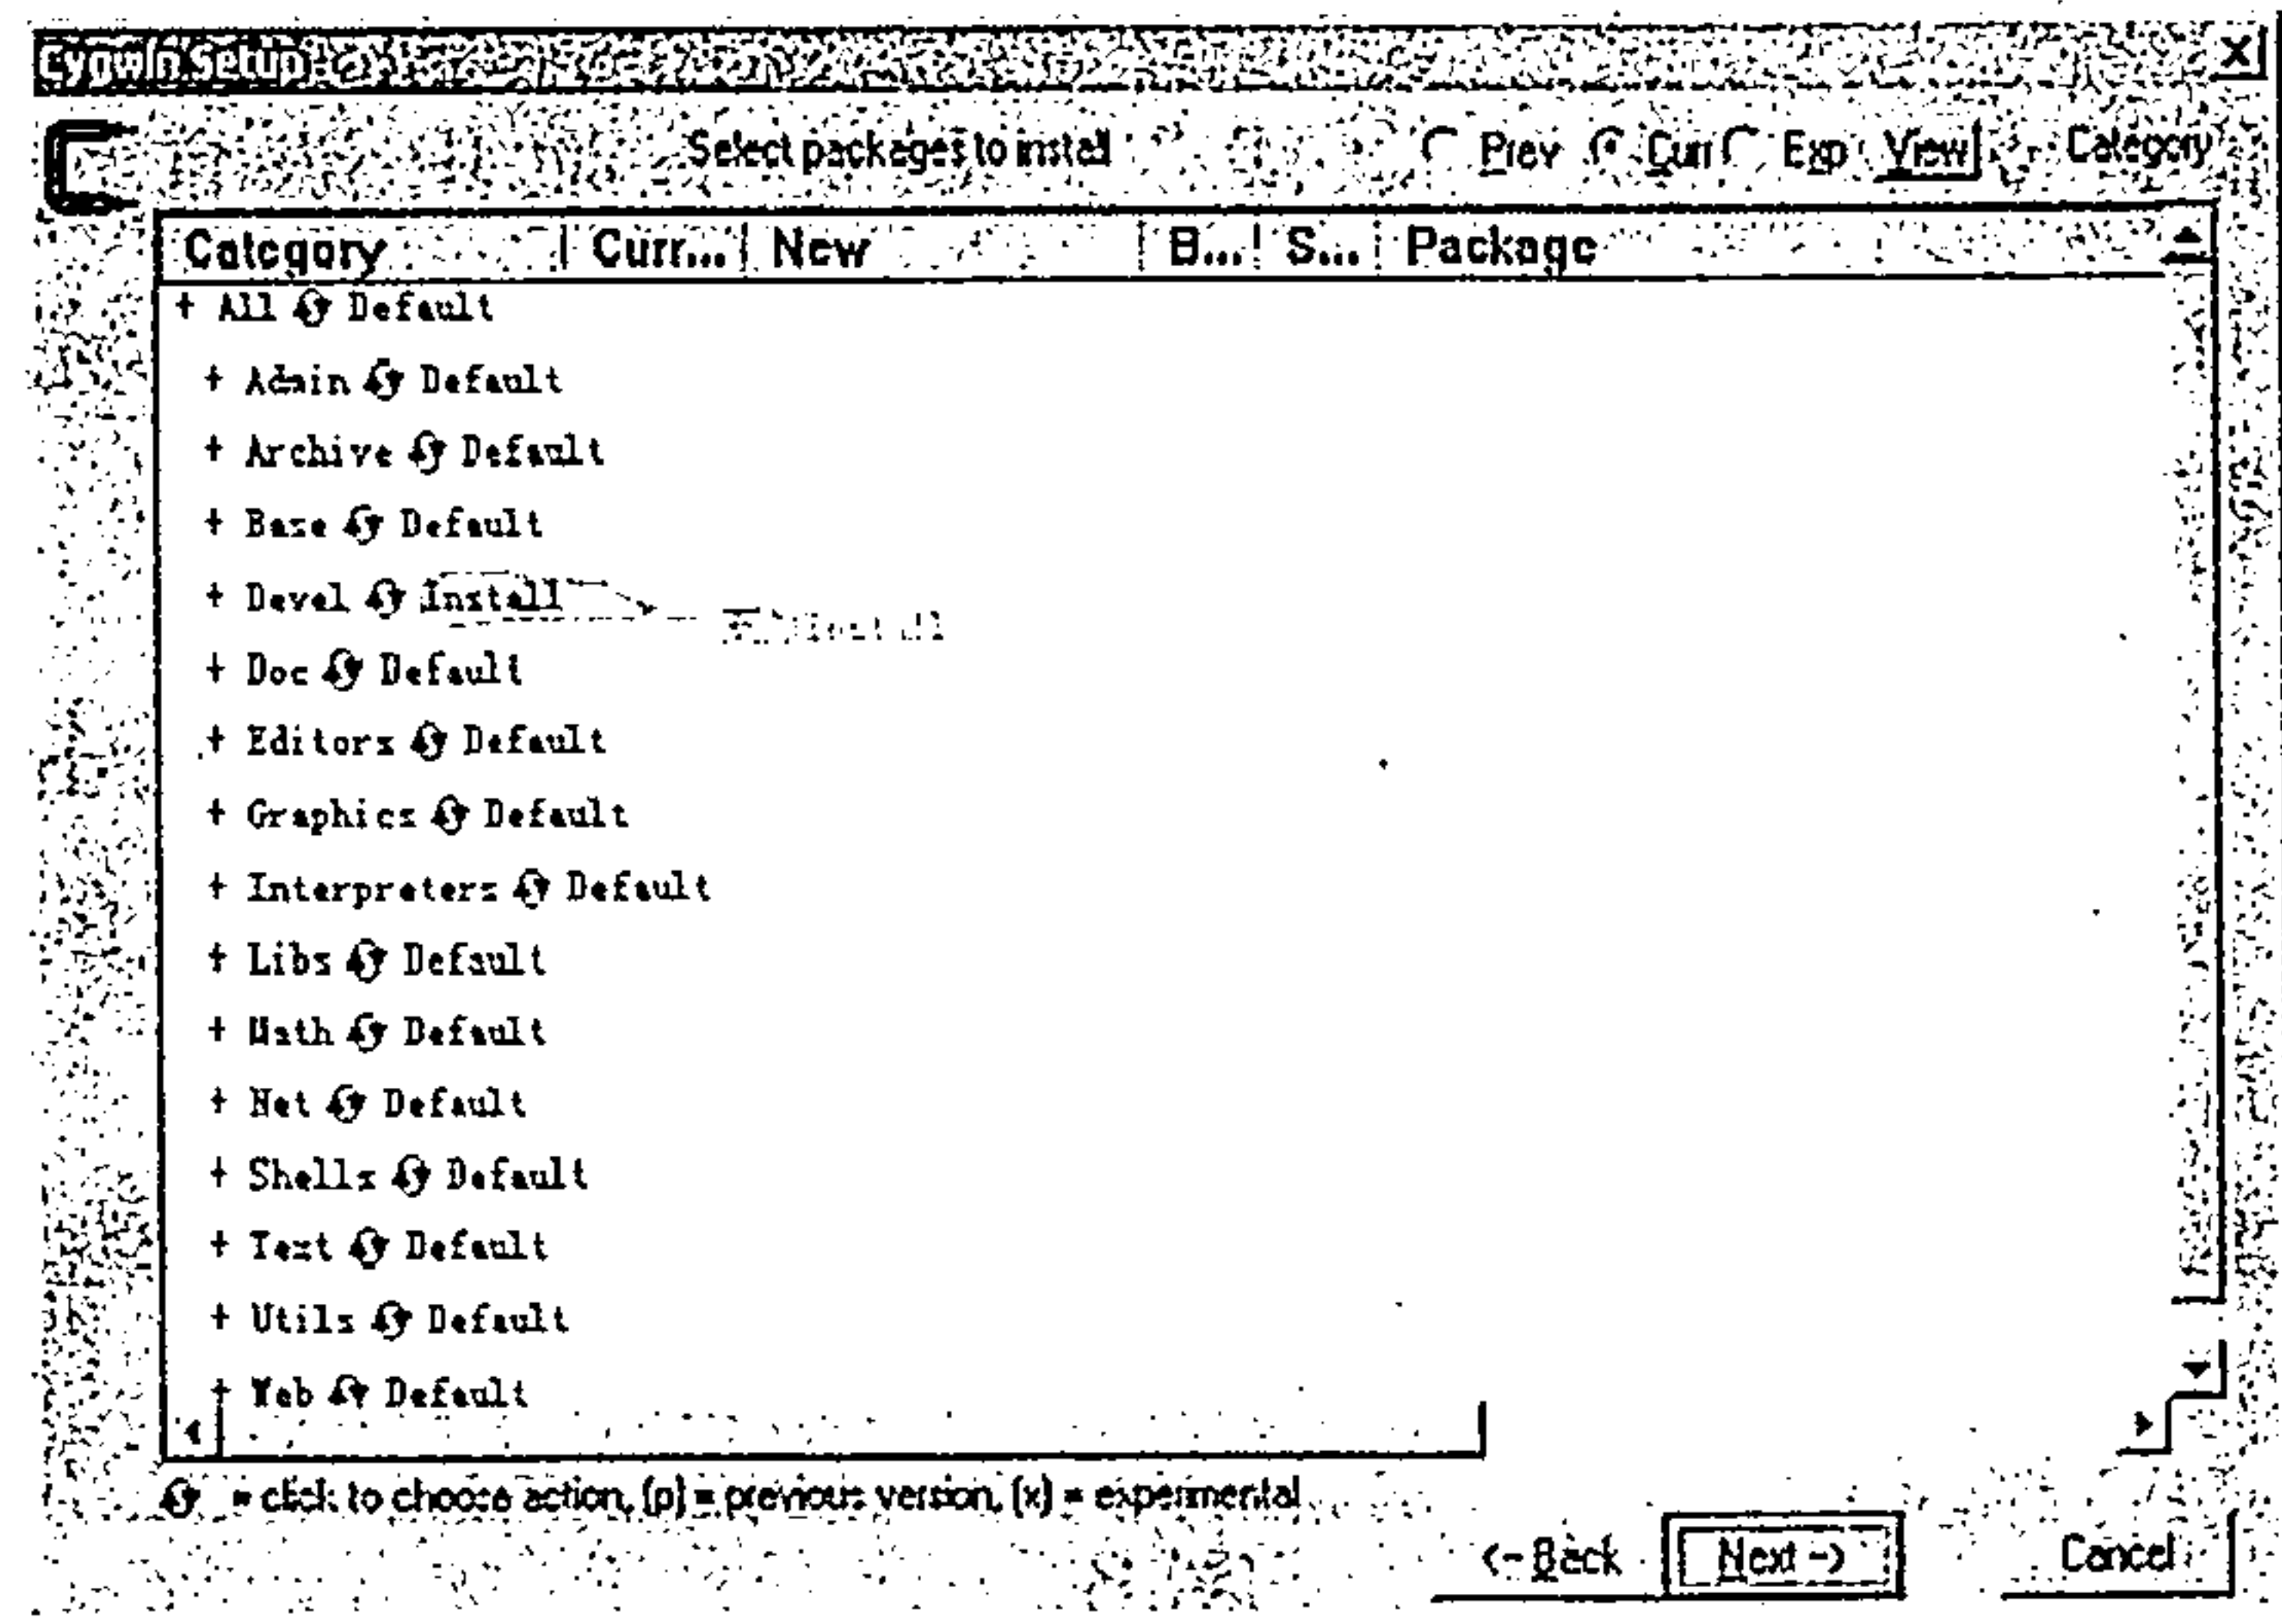 Cygwin Setup
Select packages to install Prev Curr Exp View Category
Category Curr... New B... S... Package
+ All Default
+ Admin Default
+ Archive Default
+ Base Default
+ Devel Install
+ Doc Default
+ Editors Default
+ Graphics Default
+ Interpreters Default
+ Libs Default
+ Math Default
+ Net Default
+ Shells Default
+ Text Default
+ Utils Default
+ Web Default
= click to choose action, (p) = previous version, (x) = experimental
<- Back Next -> Cancel